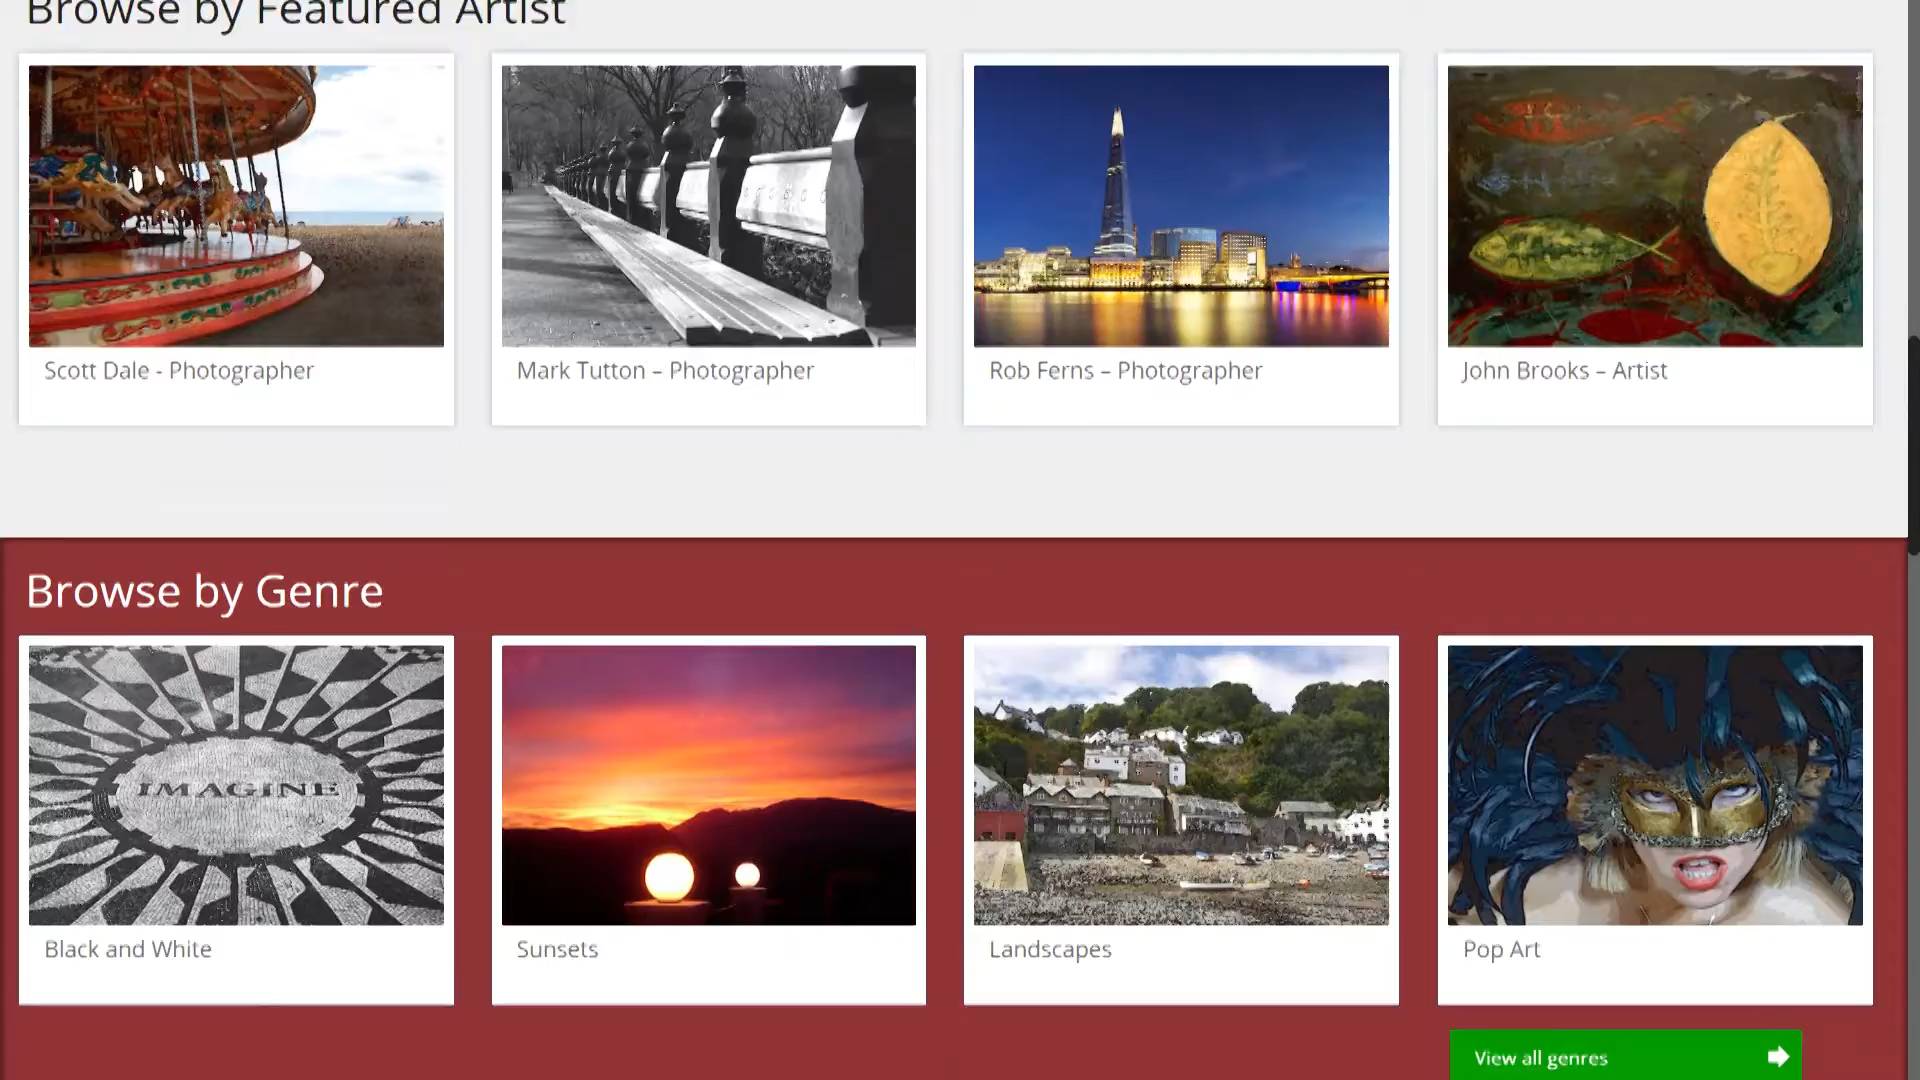 Browse by Featured Artist
Scott Dale - Photographer
Mark Tutton – Photographer
Rob Ferns – Photographer
John Brooks – Artist
Browse by Genre
IMAGINE
Black and White
Sunsets
Landscapes
Pop Art
View all genres